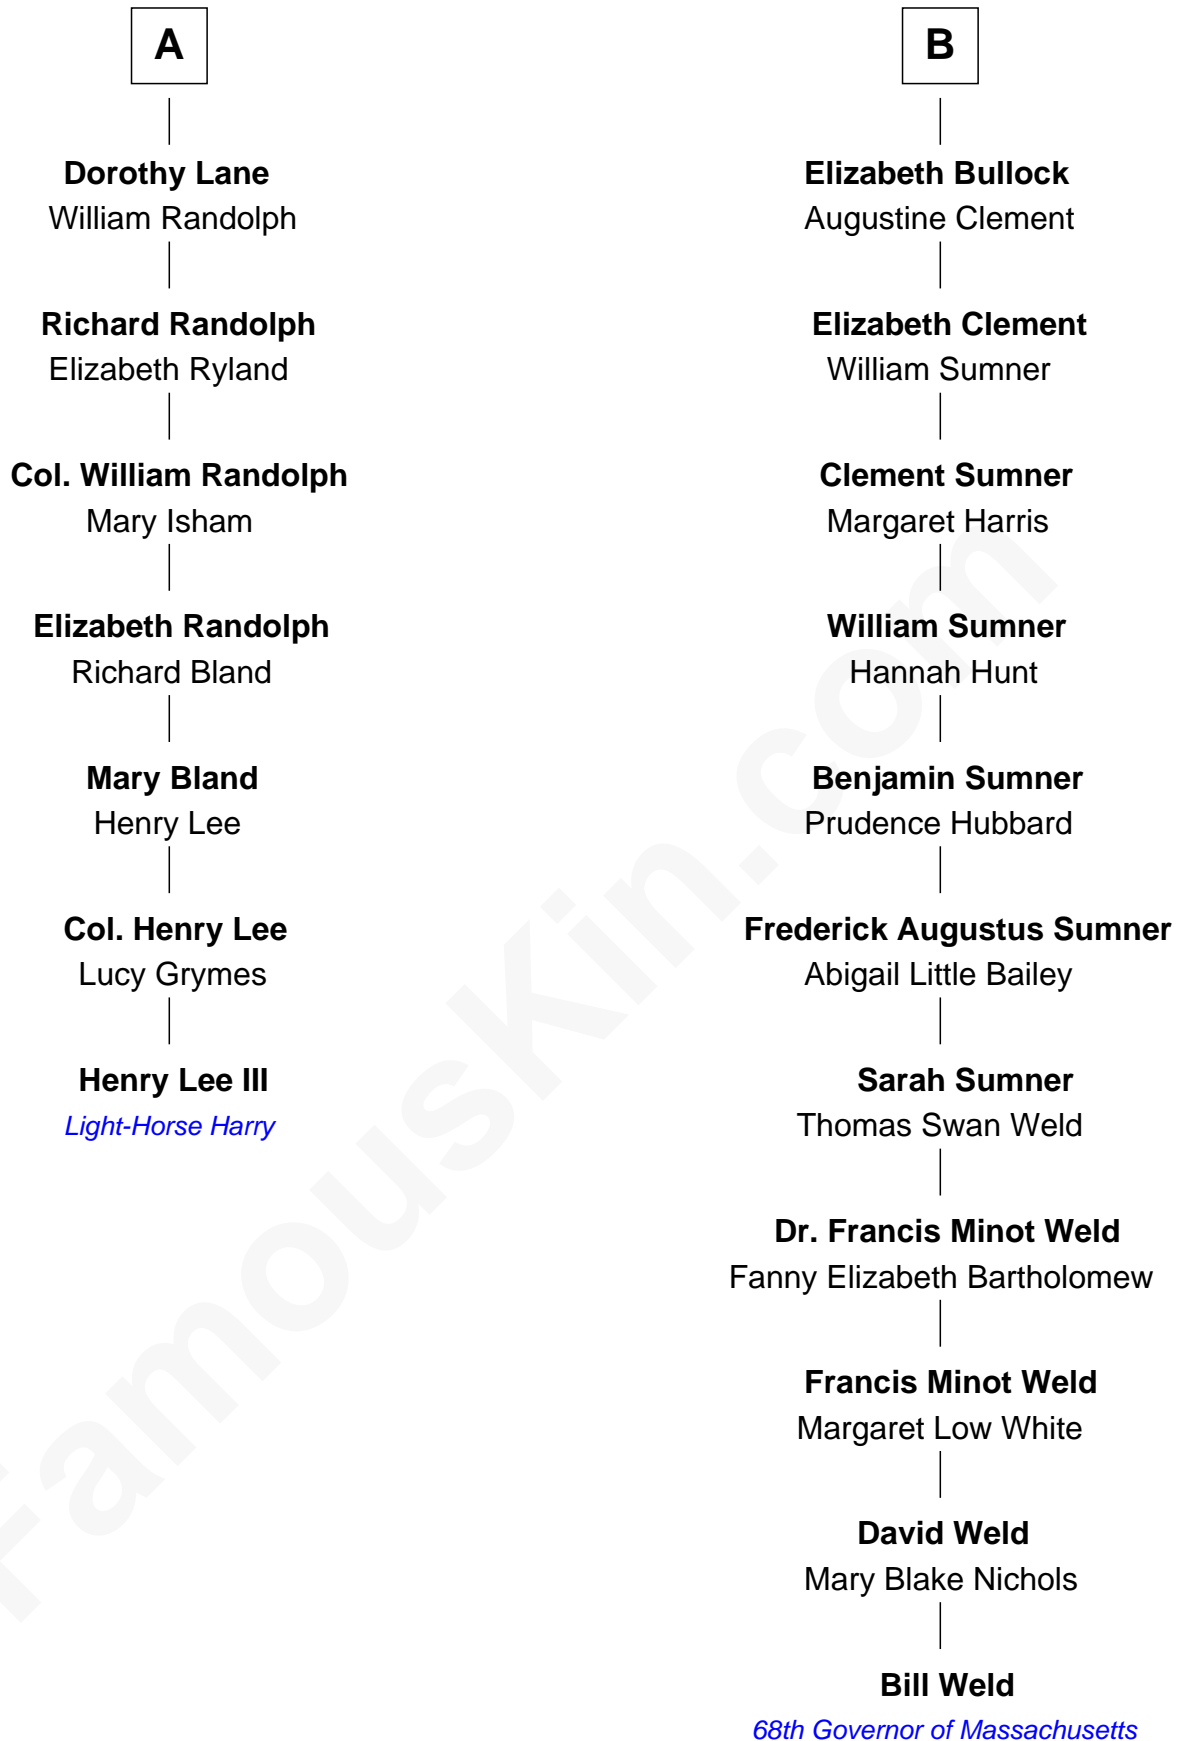 A
Dorothy Lane
William Randolph
Richard Randolph
Elizabeth Ryland
Col. William Randolph
Mary Isham
Elizabeth Randolph
Richard Bland
Mary Bland
Henry Lee
Col. Henry Lee
Lucy Grymes
Henry Lee III
Light-Horse Harry
B
Elizabeth Bullock
Augustine Clement
Elizabeth Clement
William Sumner
Clement Sumner
Margaret Harris
William Sumner
Hannah Hunt
Benjamin Sumner
Prudence Hubbard
Frederick Augustus Sumner
Abigail Little Bailey
Sarah Sumner
Thomas Swan Weld
Dr. Francis Minot Weld
Fanny Elizabeth Bartholomew
Francis Minot Weld
Margaret Low White
David Weld
Mary Blake Nichols
Bill Weld
68th Governor of Massachusetts
FamousKin.com